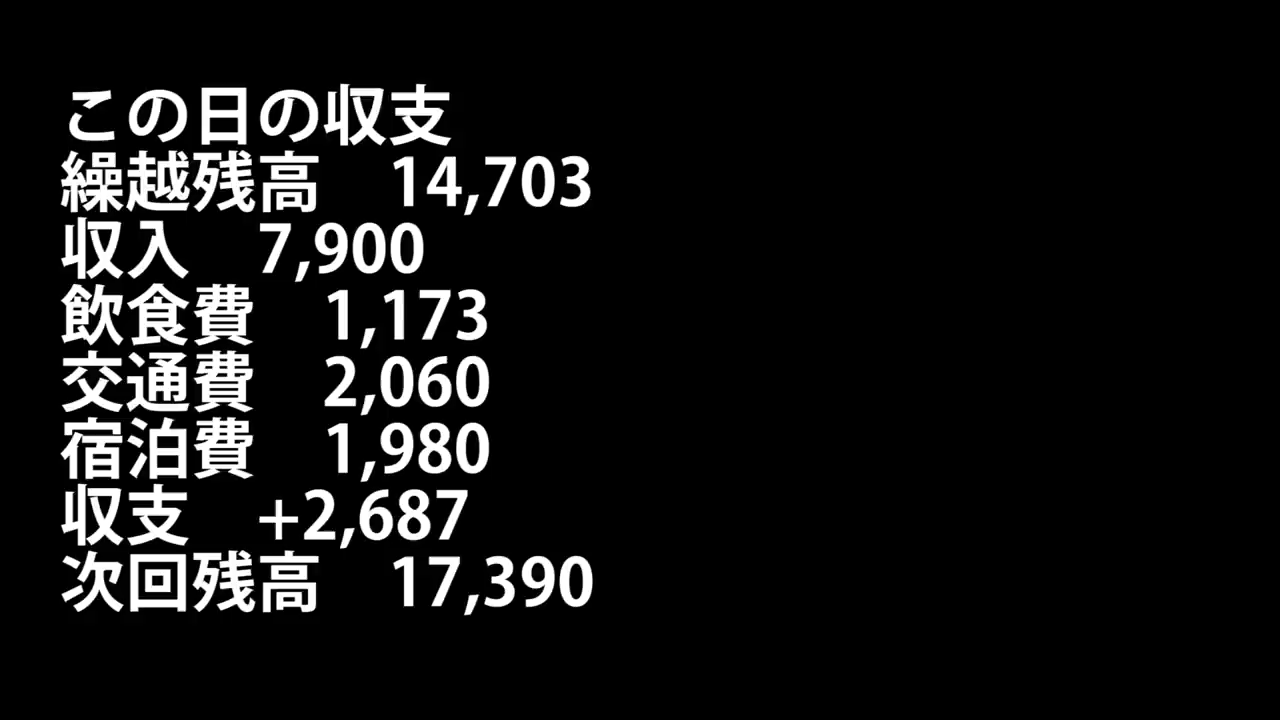 この日の収支
繰越残高　14,703
収入　7,900
飲食費　1,173
交通費　2,060
宿泊費　1,980
収支　+2,687
次回残高　17,390